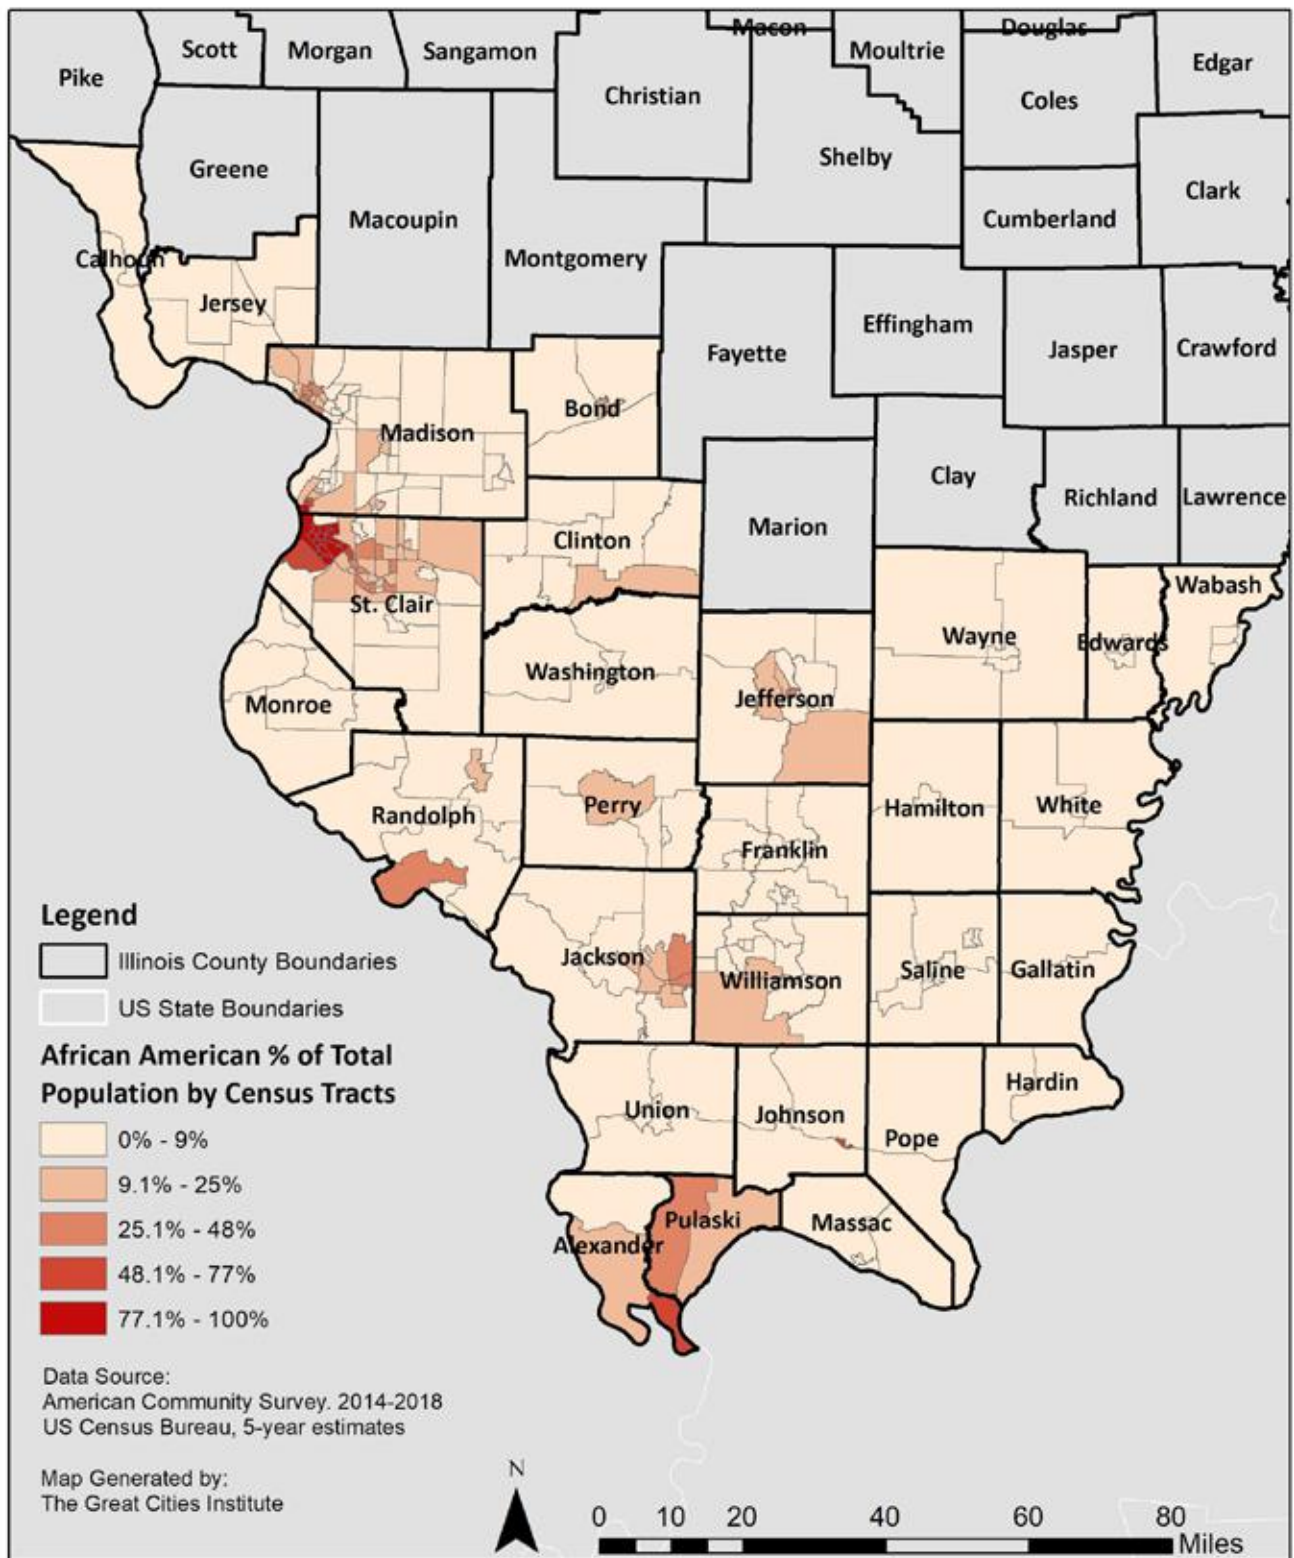 Macon
Douglas
Scott
Morgan
Sangamon
Moultrie
Edgar
Pike
Christian
Coles
Shelby
Greene
Clark
Macoupin
Cumberland
Montgomery
Calhoun
Jersey
Effingham
Fayette
Jasper
Crawford
Bond
Madison
Clay
Richland
Lawrence
Marion
Clinton
Wabash
St. Clair
Wayne
Edwards
Washington
Jefferson
Monroe
Perry
Hamilton
White
Randolph
Franklin
Jackson
Williamson
Saline
Gallatin
Hardin
Union
Johnson
Pope
Pulaski
Massac
Alexander
Legend
Illinois County Boundaries
US State Boundaries
African American % of Total
Population by Census Tracts
0% - 9%
9.1% - 25%
25.1% - 48%
48.1% - 77%
77.1% - 100%
Data Source:
American Community Survey. 2014-2018
US Census Bureau, 5-year estimates
Map Generated by:
The Great Cities Institute
N
0 10 20 40 60 80
Miles